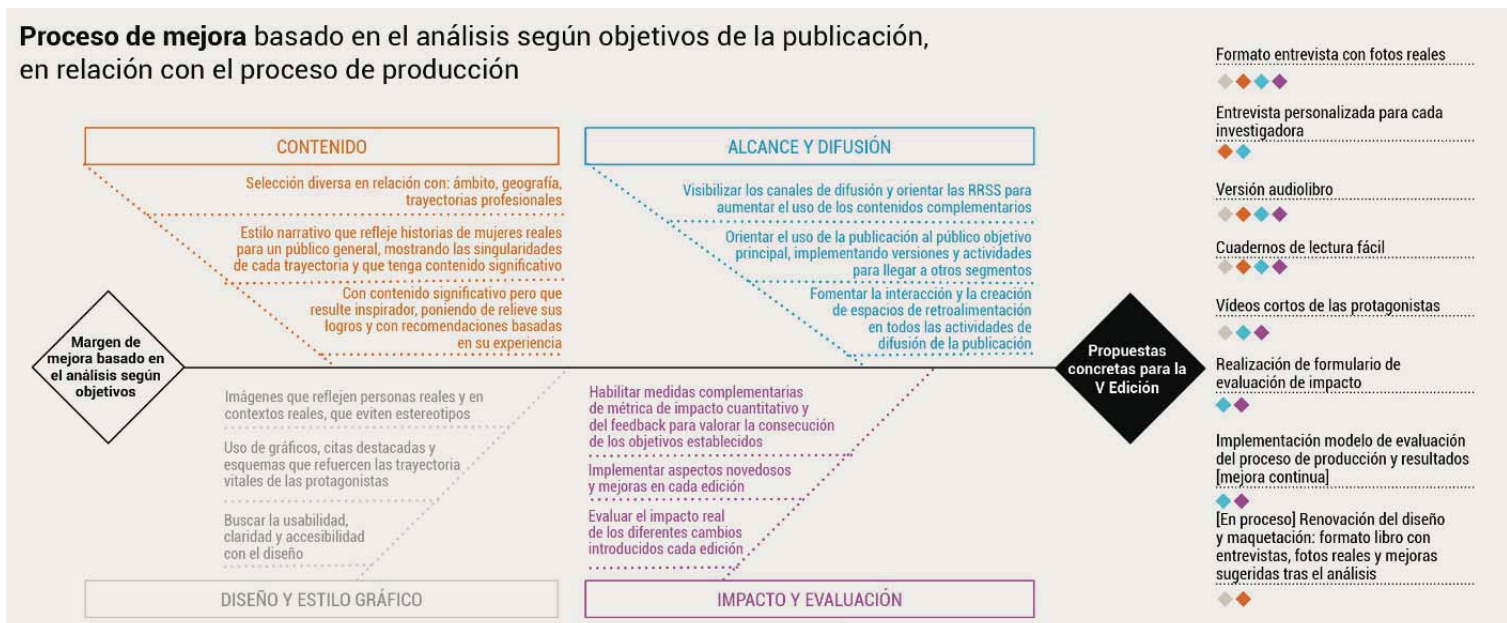 Proceso de mejora basado en el análisis según objetivos de la publicación,
en relación con el proceso de producción
CONTENIDO
Selección diversa en relación con: ámbito, geografía,
trayectorias profesionales
Estilo narrativo que refleje historias de mujeres reales
para un público general, mostrando las singularidades
de cada trayectoria y que tenga contenido significativo
Con contenido significativo pero que
resulte inspirador, poniendo de relieve sus
logros y con recomendaciones basadas
en su experiencia
ALCANCE Y DIFUSIÓN
Visibilizar los canales de difusión y orientar las RRSS para
aumentar el uso de los contenidos complementarios
Orientar el uso de la publicación al público objetivo
principal, implementando versiones y actividades
para llegar a otros segmentos
Fomentar la interacción y la creación
de espacios de retroalimentación
en todos las actividades de
difusión de la publicación
Margen de
mejora basado en
el análisis según
objetivos
Propuestas
concretas para la
V Edición
Imágenes que reflejen personas reales y en
contextos reales, que eviten estereotipos
Uso de gráficos, citas destacadas y
esquemas que refuercen las trayectoria
vitales de las protagonistas
Buscar la usabilidad,
claridad y accesibilidad
con el diseño
DISEÑO Y ESTILO GRÁFICO
Habilitar medidas complementarias
de métrica de impacto cuantitativo y
del feedback para valorar la consecución
de los objetivos establecidos
Implementar aspectos novedosos
y mejoras en cada edición
Evaluar el impacto real
de los diferentes cambios
introducidos cada edición
IMPACTO Y EVALUACIÓN
Formato entrevista con fotos reales
Entrevista personalizada para cada
investigadora
Versión audiolibro
Cuadernos de lectura fácil
Vídeos cortos de las protagonistas
Realización de formulario de
evaluación de impacto
Implementación modelo de evaluación
del proceso de producción y resultados
[mejora continua]
[En proceso] Renovación del diseño
y maquetación: formato libro con
entrevistas, fotos reales y mejoras
sugeridas tras el análisis